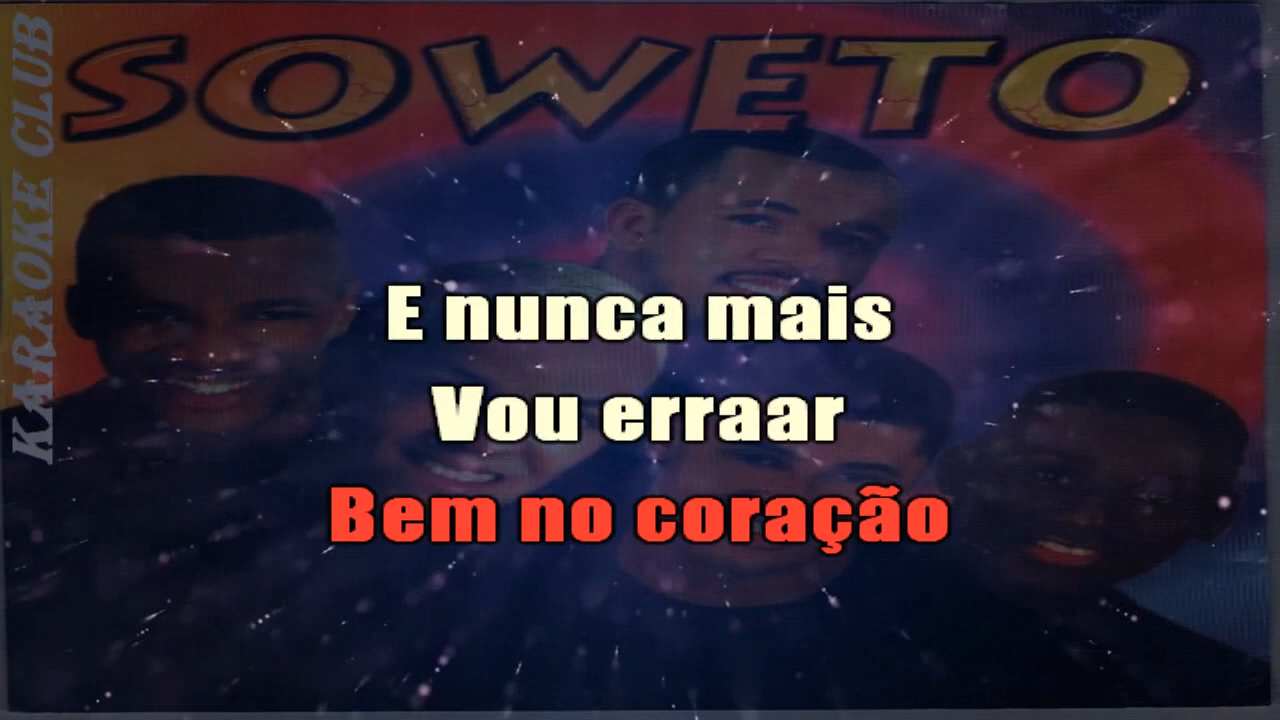 SOWETO
KARAOKE CLUB
E nunca mais
Vou erraar
Bem no coração